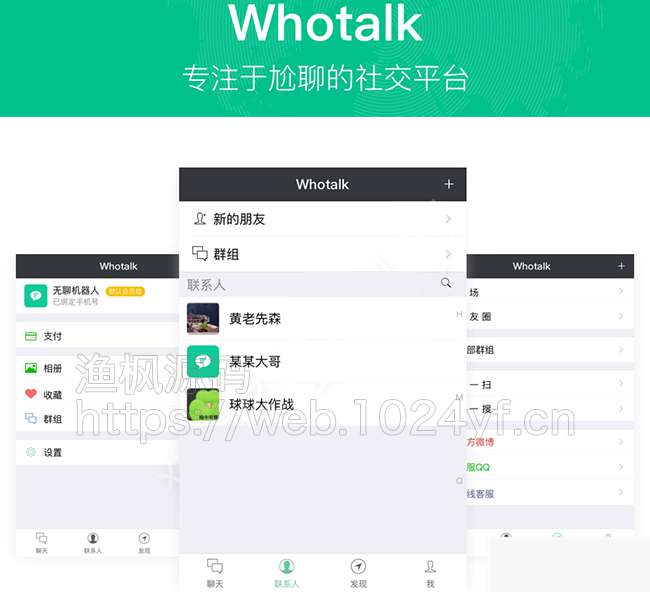 Whotalk
专注于尬聊的社交平台
Whotalk
无聊机器人
默认会员组
已绑定手机号
支付
相册
收藏
群组
设置
聊天
联系人
发现
Whotalk
新的朋友
群组
联系人
H
黄老先森
某某大哥
M
球球大作战
Q
聊天
联系人
发现
我
Whotalk
场
友 圈
部群组
一 扫
一 摸
方微博
服QQ
线客服
渔枫源码
https://web.1024yf.cn